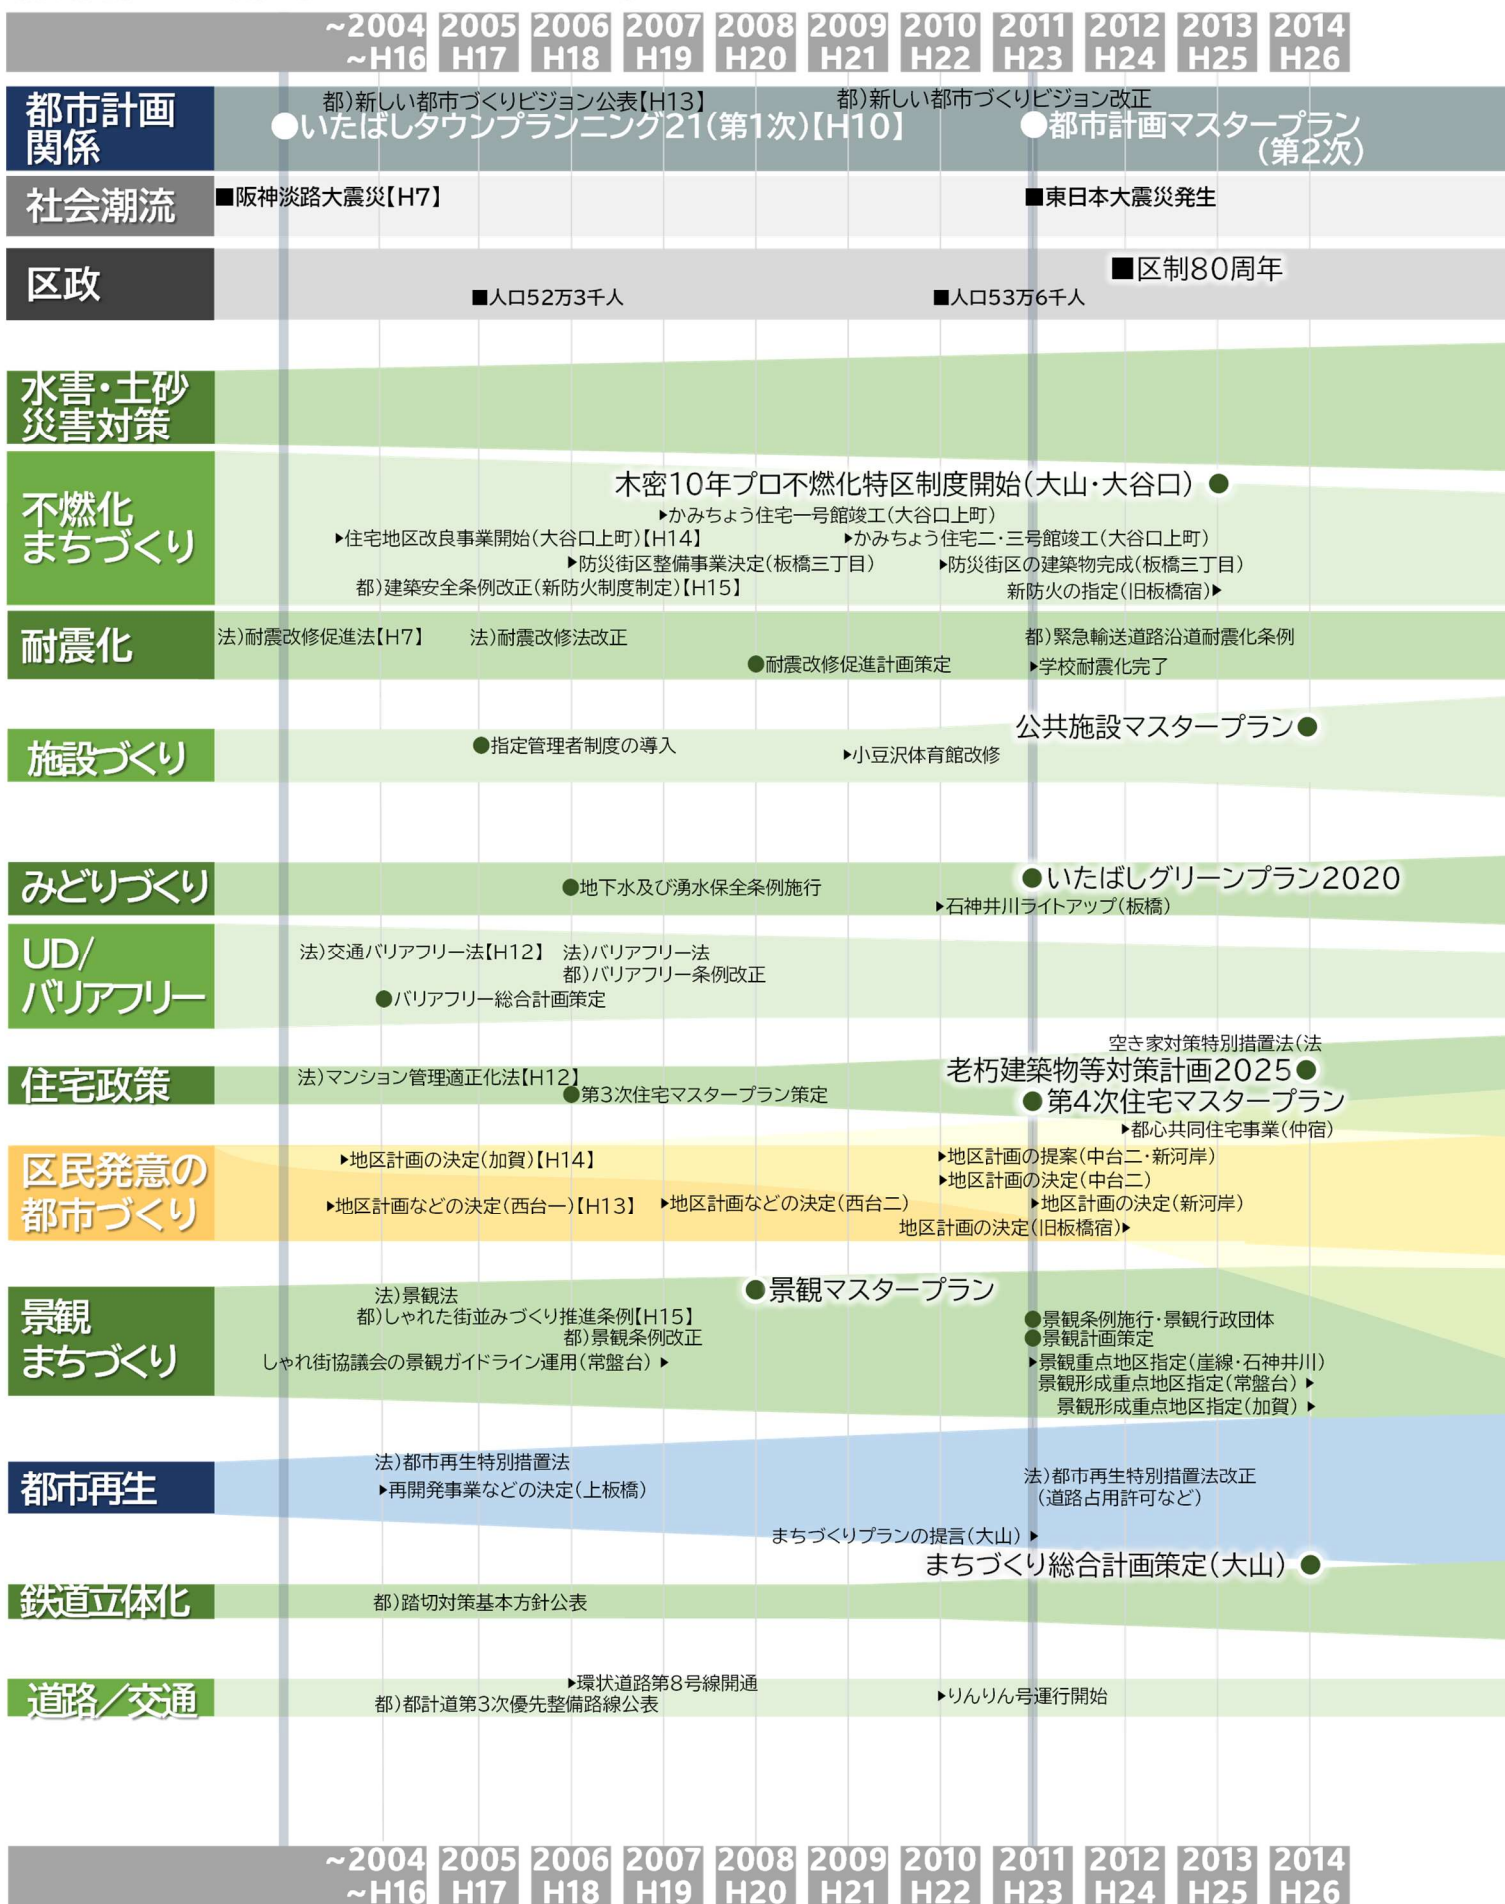 ~2004 2005 2006 2007 2008 2009 2010 2011 2012 2013 2014
~H16 H17 H18 H19 H20 H21 H22 H23 H24 H25 H26
都市計画
関係
都)新しい都市づくりビジョン公表【H13】
都)新しい都市づくりビジョン改正
●いたばしタウンプランニング21(第1次)【H10】
●都市計画マスタープラン
(第2次)
社会潮流
■阪神淡路大震災【H7】
■東日本大震災発生
区政
■区制80周年
■人口52万3千人
■人口53万6千人
水害・土砂
災害対策
不燃化
まちづくり
木密10年プロ不燃化特区制度開始(大山・大谷口)●
▶かみちょう住宅一号館竣工(大谷口上町)
▶住宅地区改良事業開始(大谷口上町)【H14】
▶かみちょう住宅二・三号館竣工(大谷口上町)
▶防災街区整備事業決定(板橋三丁目)
▶防災街区の建築物完成(板橋三丁目)
都)建築安全条例改正(新防火制度制定)【H15】
新防火の指定(旧板橋宿)▶
耐震化
法)耐震改修促進法【H7】
法)耐震改修法改正
都)緊急輸送道路沿道耐震化条例
●耐震改修促進計画策定
▶学校耐震化完了
施設づくり
公共施設マスタープラン●
●指定管理者制度の導入
▶小豆沢体育館改修
みどりづくり
●いたばしグリーンプラン2020
●地下水及び湧水保全条例施行
▶石神井川ライトアップ(板橋)
UD/
バリアフリー
法)交通バリアフリー法【H12】
法)バリアフリー法
都)バリアフリー条例改正
●バリアフリー総合計画策定
住宅政策
空き家対策特別措置法(法
老朽建築物等対策計画2025●
法)マンション管理適正化法【H12】
●第3次住宅マスタープラン策定
●第4次住宅マスタープラン
▶都心共同住宅事業(仲宿)
区民発意の
都市づくり
▶地区計画の決定(加賀)【H14】
▶地区計画の提案(中台二・新河岸)
▶地区計画の決定(中台二)
▶地区計画などの決定(西台一)【H13】
▶地区計画などの決定(西台二)
▶地区計画の決定(新河岸)
地区計画の決定(旧板橋宿)▶
景観
まちづくり
法)景観法
●景観マスタープラン
都)しゃれた街並みづくり推進条例【H15】
都)景観条例改正
しゃれ街協議会の景観ガイドライン運用(常盤台)▶
●景観条例施行・景観行政団体
●景観計画策定
▶景観重点地区指定(崖線・石神井川)
景観形成重点地区指定(常盤台)▶
景観形成重点地区指定(加賀)▶
都市再生
法)都市再生特別措置法
▶再開発事業などの決定(上板橋)
法)都市再生特別措置法改正
(道路占用許可など)
まちづくりプランの提言(大山)▶
まちづくり総合計画策定(大山)●
鉄道立体化
都)踏切対策基本方針公表
道路/交通
▶環状道路第8号線開通
都)都計道第3次優先整備路線公表
▶りんりん号運行開始
~2004 2005 2006 2007 2008 2009 2010 2011 2012 2013 2014
~H16 H17 H18 H19 H20 H21 H22 H23 H24 H25 H26